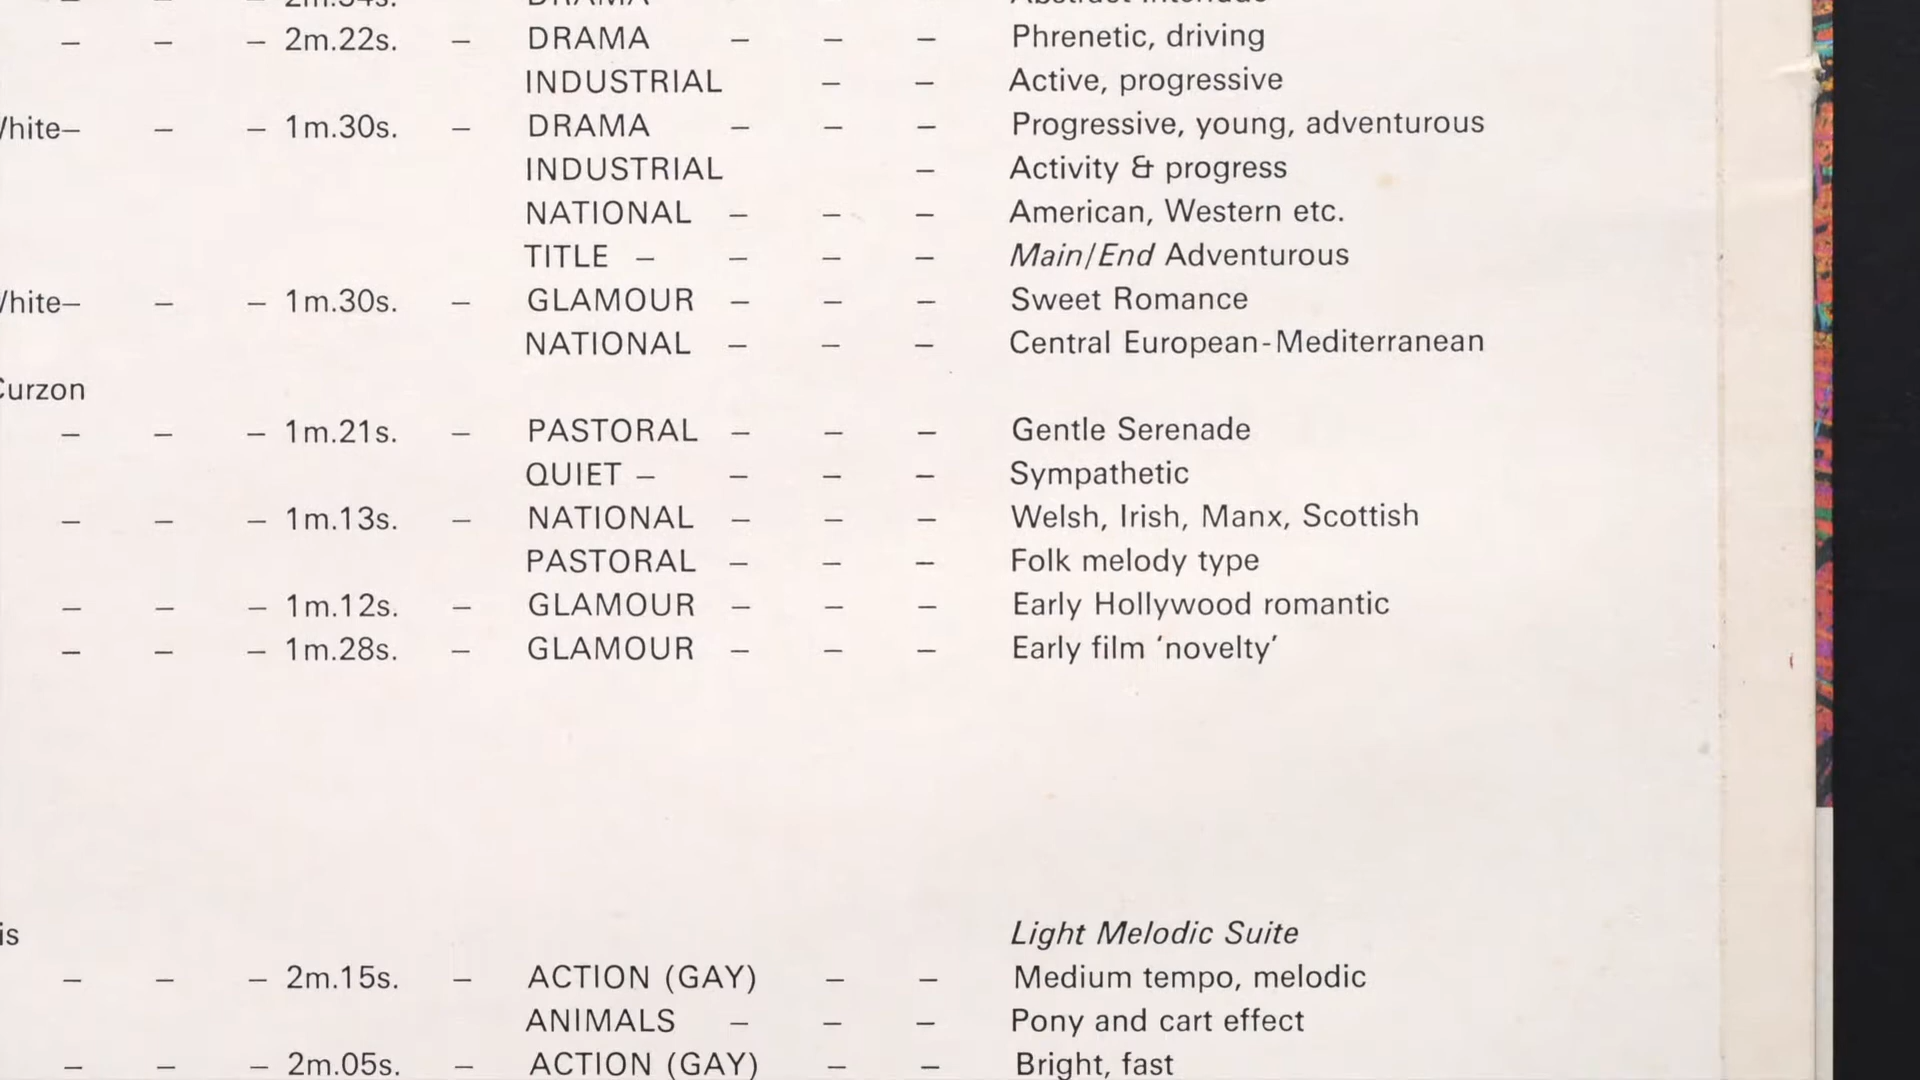 DRAMA
– – – 2m.22s. – DRAMA – – – Phrenetic, driving
INDUSTRIAL – – Active, progressive
– – – 1m.30s. – DRAMA – – – Progressive, young, adventurous
INDUSTRIAL – Activity & progress
NATIONAL – – – American, Western etc.
TITLE – – – – Main/End Adventurous
– – – 1m.30s. – GLAMOUR – – – Sweet Romance
NATIONAL – – – Central European-Mediterranean
Curzon
– – – 1m.21s. – PASTORAL – – – Gentle Serenade
QUIET – – – – Sympathetic
– – – 1m.13s. – NATIONAL – – – Welsh, Irish, Manx, Scottish
PASTORAL – – – Folk melody type
– – – 1m.12s. – GLAMOUR – – – Early Hollywood romantic
– – – 1m.28s. – GLAMOUR – – – Early film ‘novelty’
is Light Melodic Suite
– – – 2m.15s. – ACTION (GAY) – – Medium tempo, melodic
ANIMALS – – – Pony and cart effect
– – – 2m.05s. – ACTION (GAY) – – Bright, fast